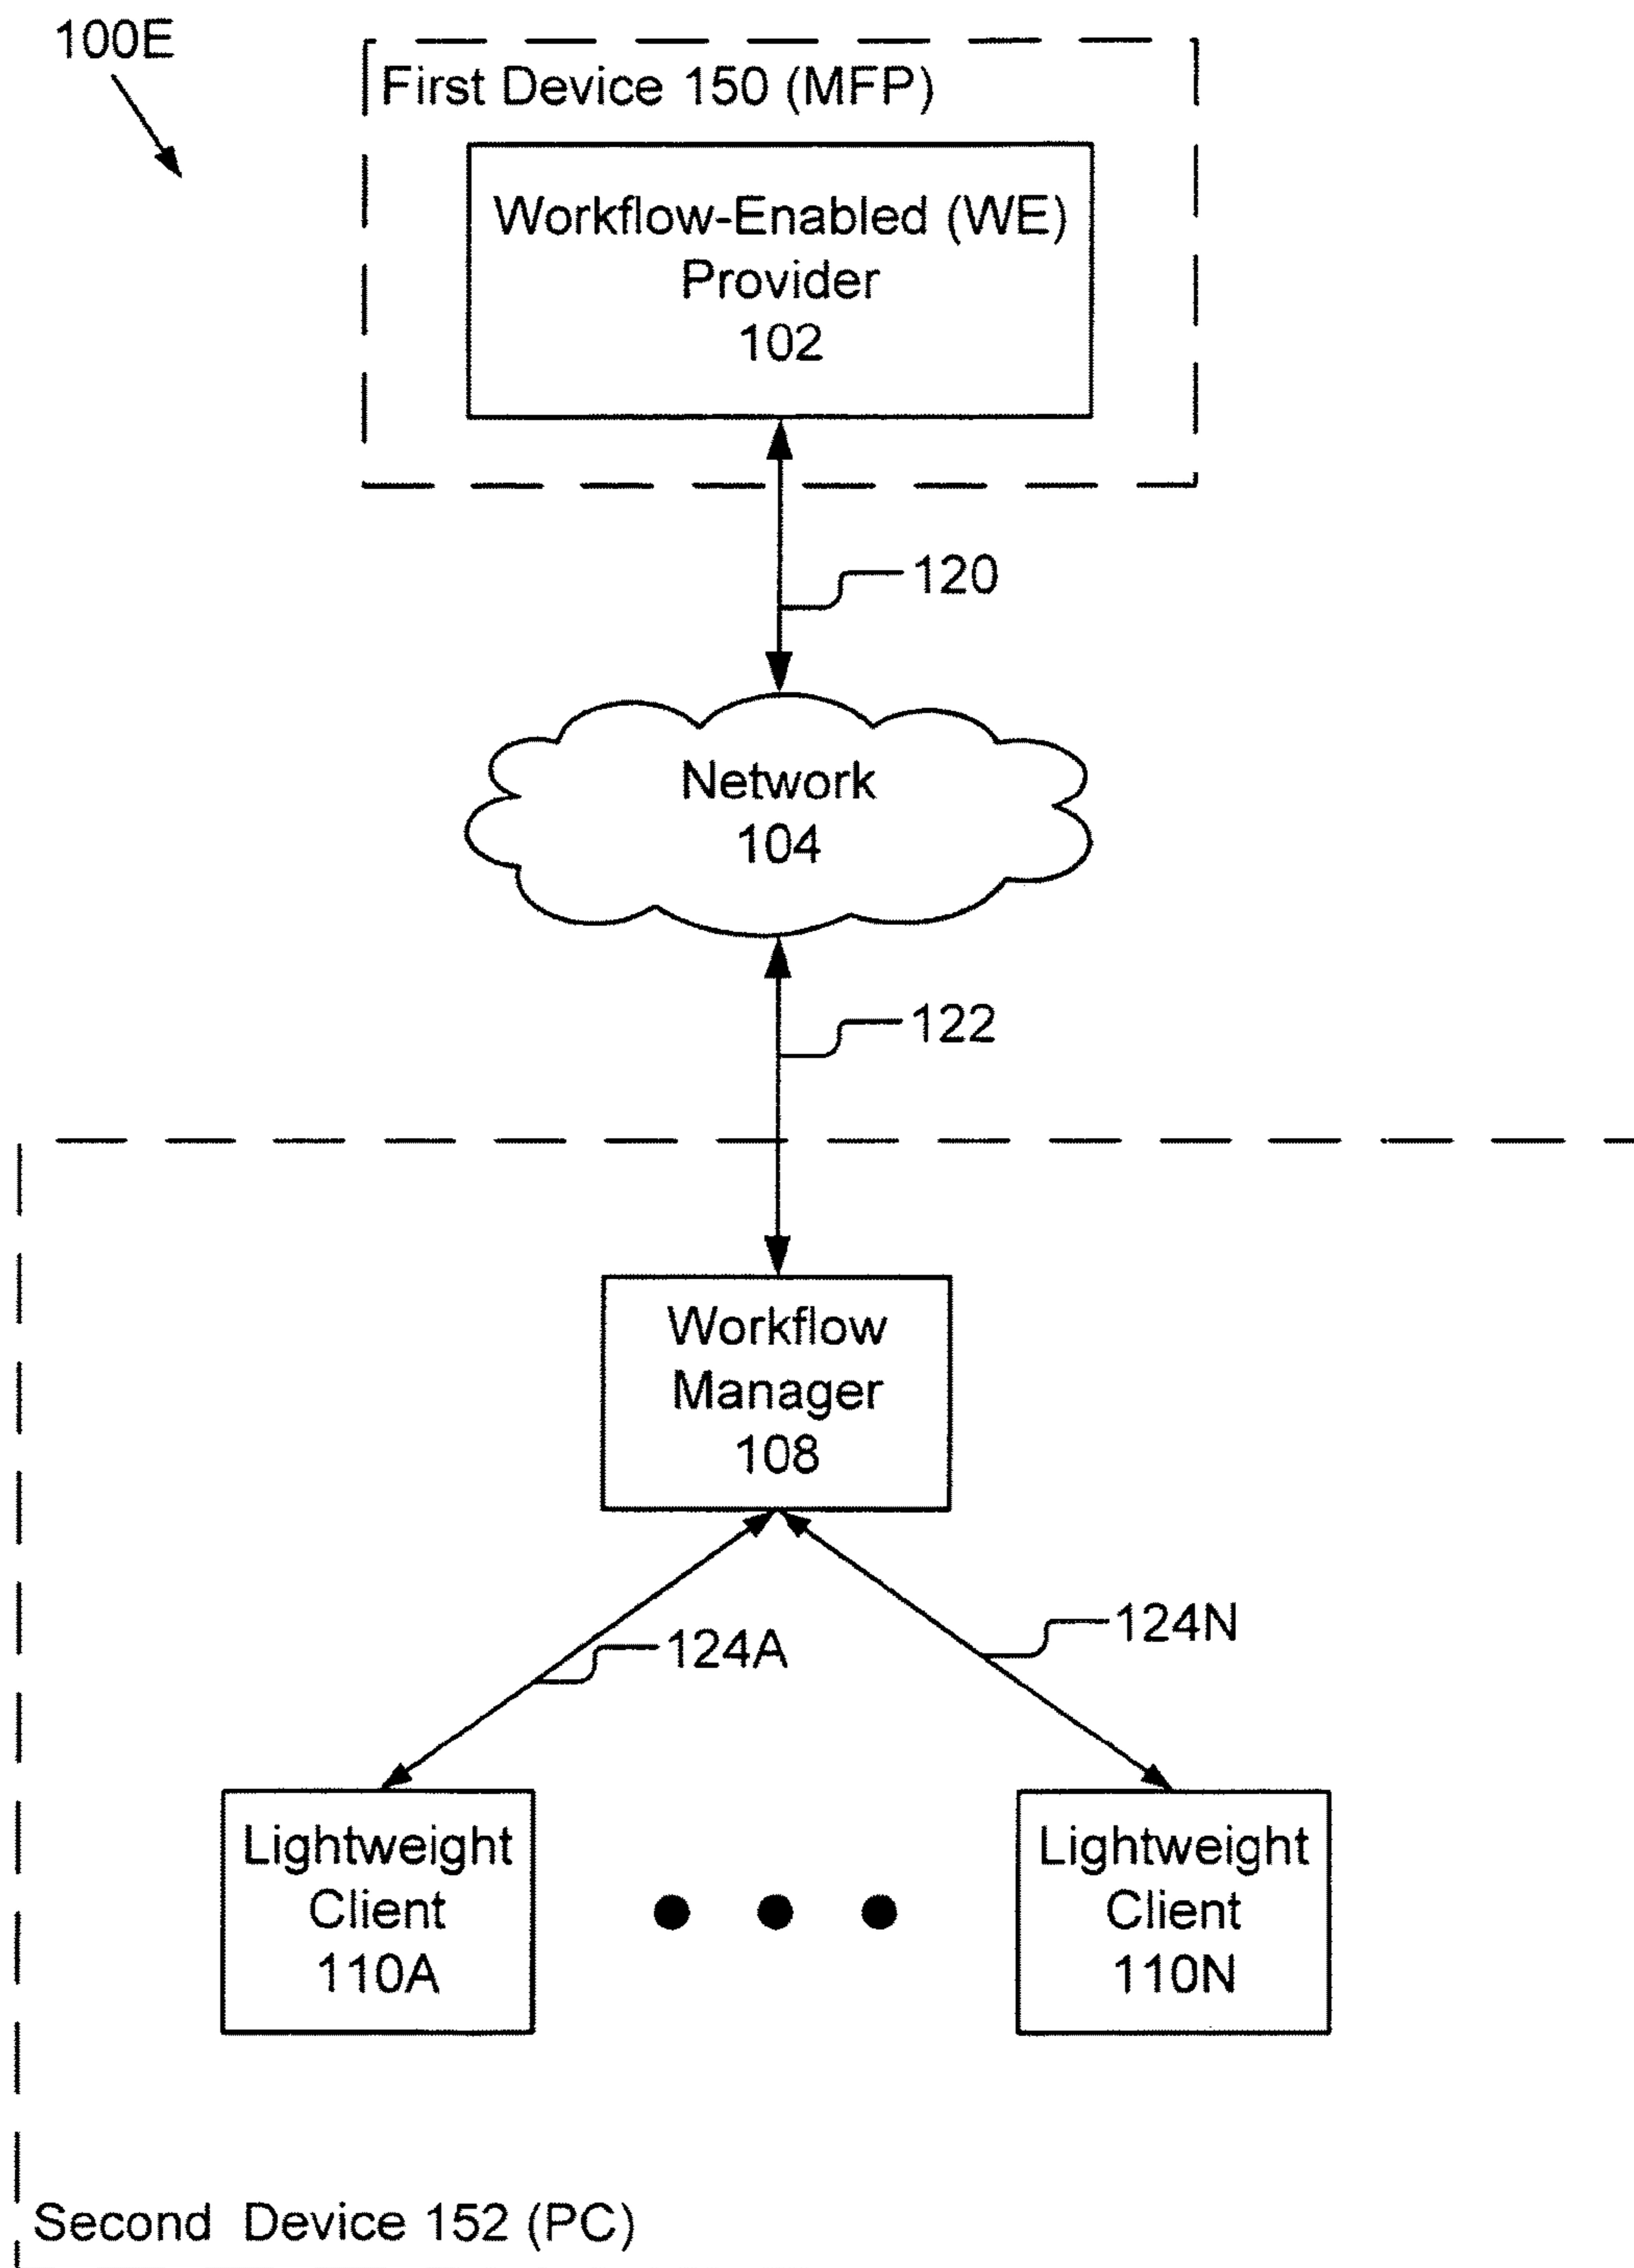 100E
First Device 150 (MFP)
Workflow-Enabled (WE)
Provider
102
120
Network
104
122
Workflow
Manager
108
124A
124N
Lightweight
Client
110A
Lightweight
Client
110N
Second Device 152 (PC)